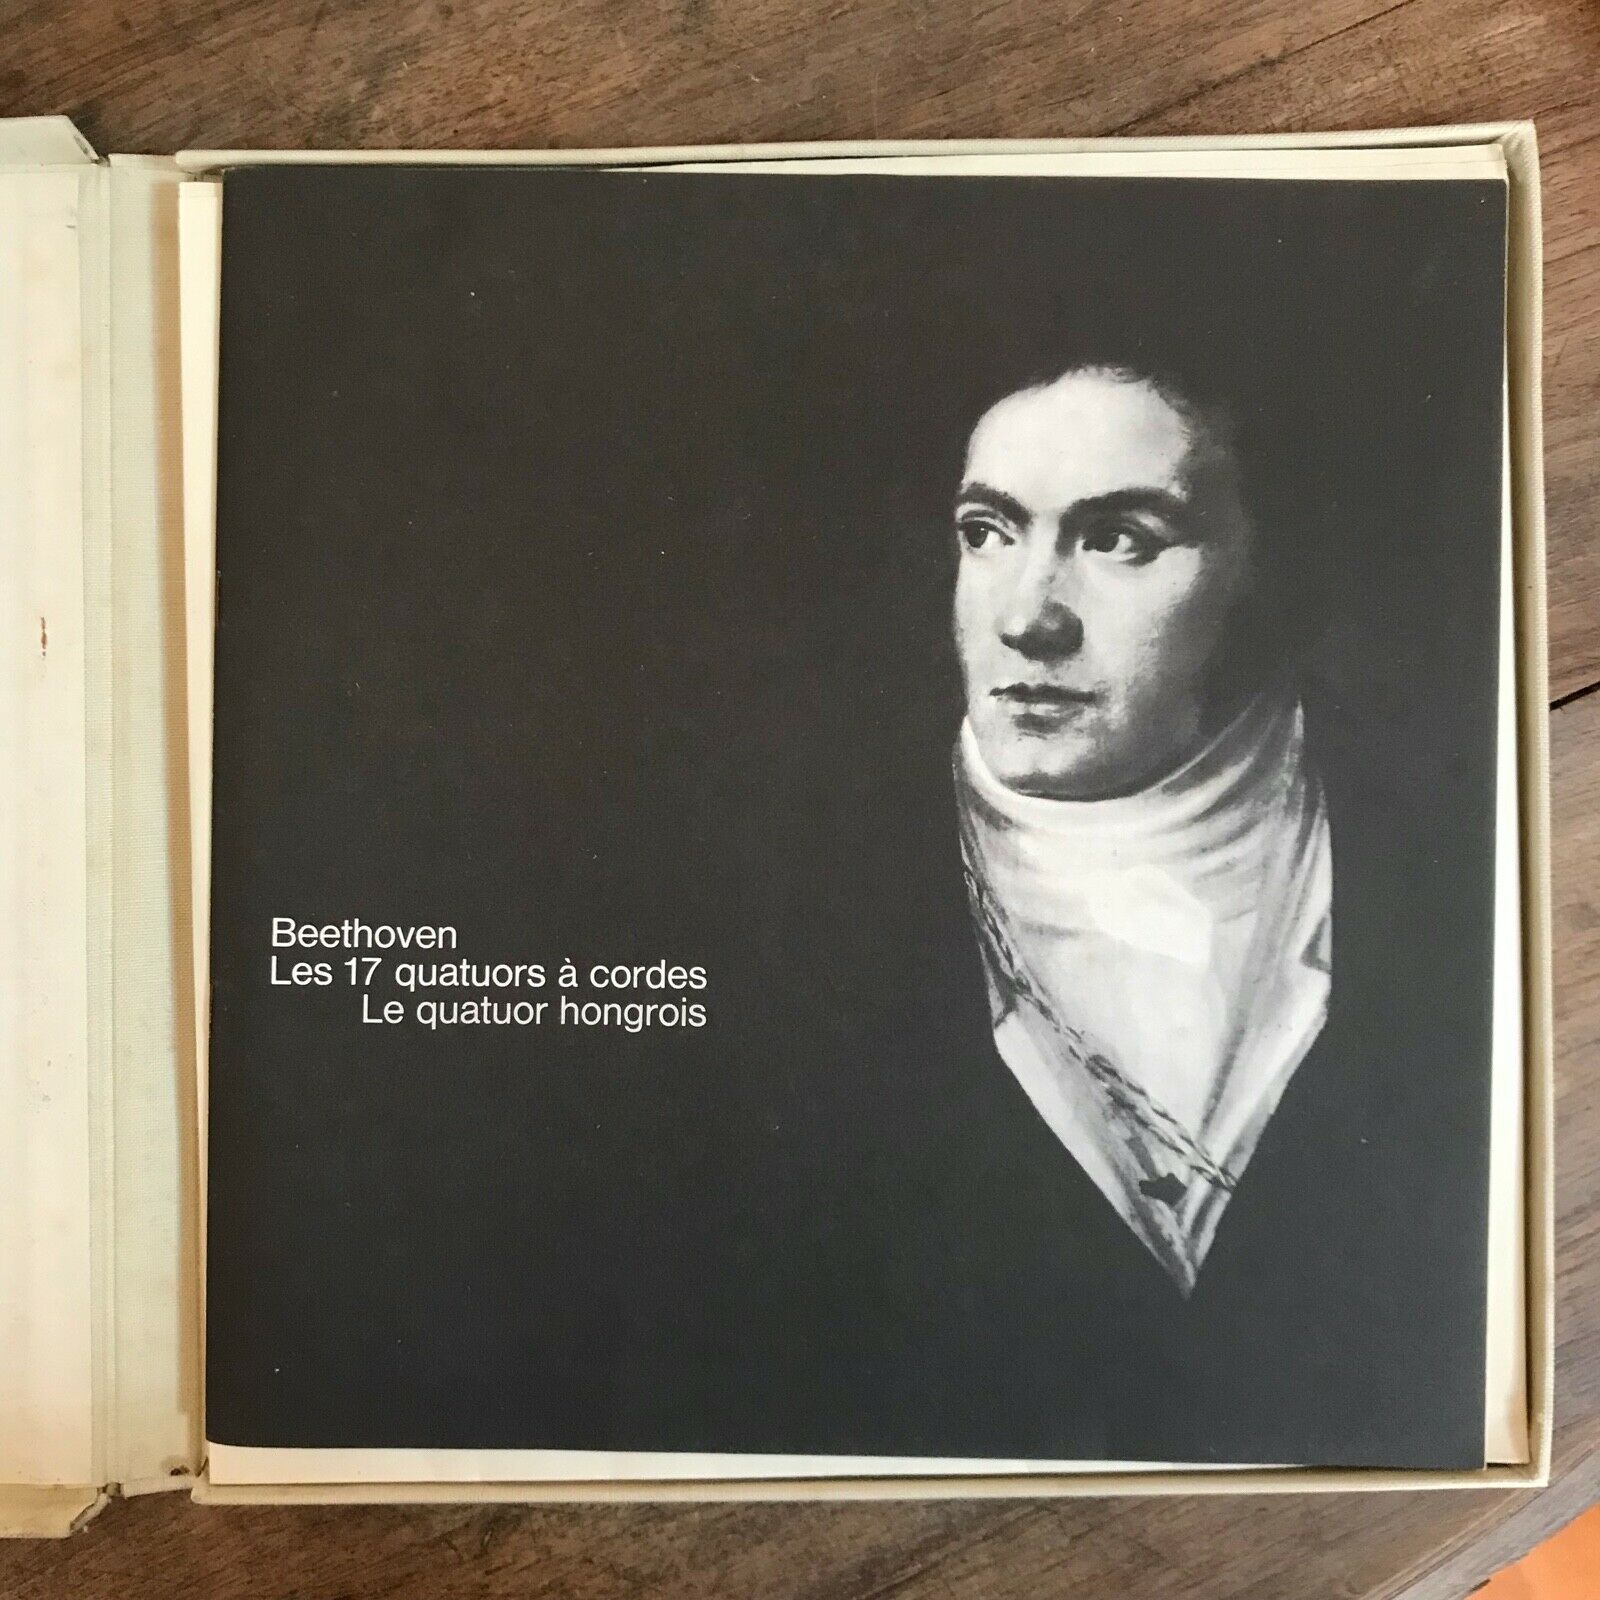 Beethoven
Les 17 quatuors à cordes
Le quatuor hongrois